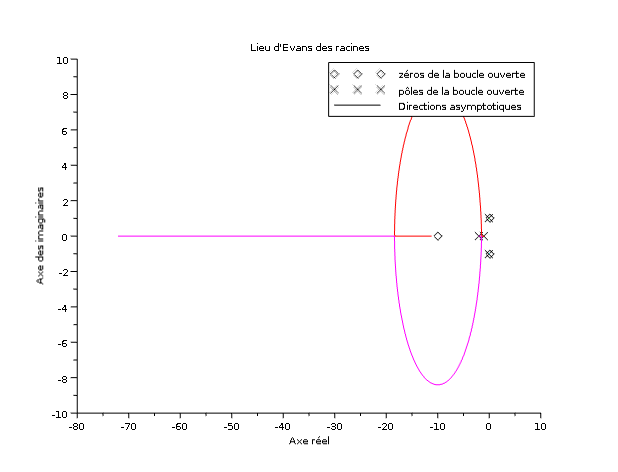 Lieu d'Evans des racines
zéros de la boucle ouverte
pôles de la boucle ouverte
Directions asymptotiques
10
8
6
4
2
0
-2
-4
-6
-8
-10
Axe des imaginaires
-80 -70 -60 -50 -40 -30 -20 -10 0 10
Axe réel